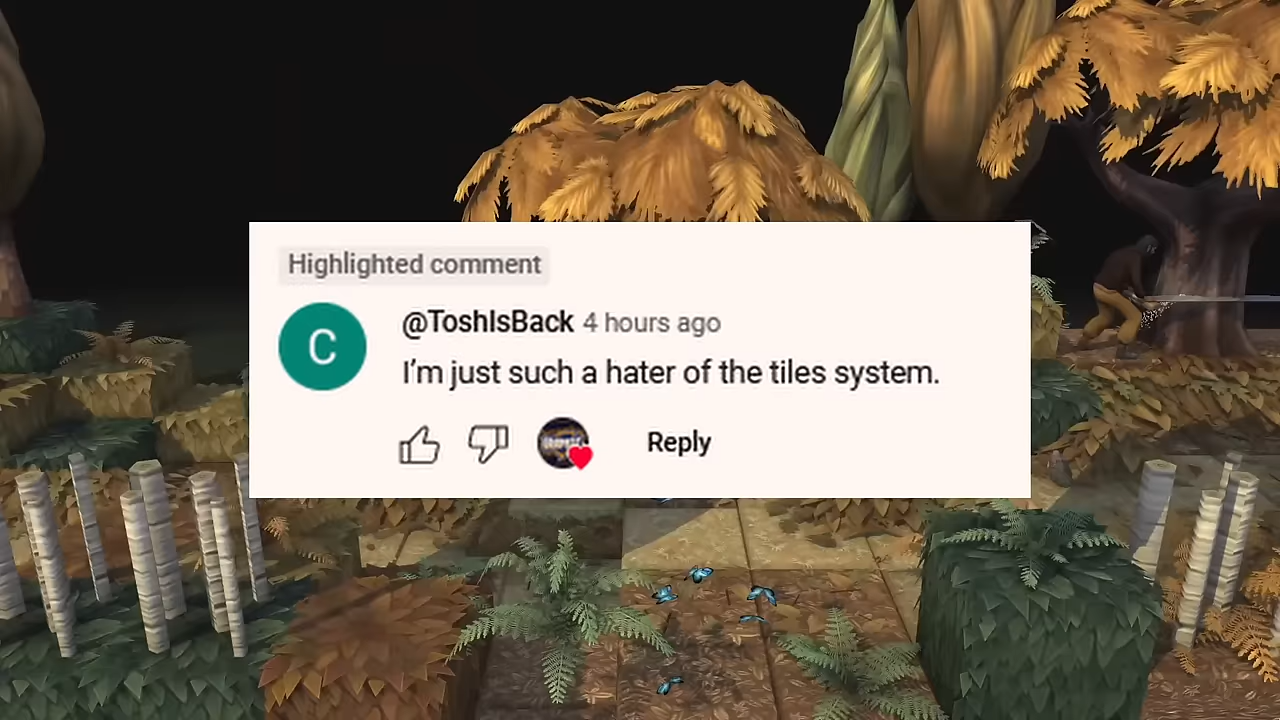 Highlighted comment
@ToshIsBack 4 hours ago
I'm just such a hater of the tiles system.
Reply